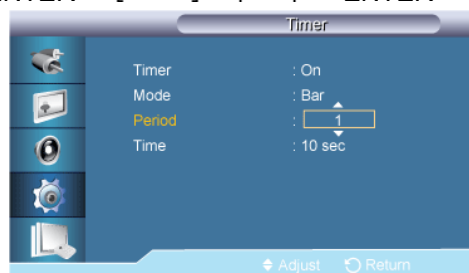 Timer
Timer : On
Mode : Bar
Period : 1
Time : 10 sec
Adjust Return